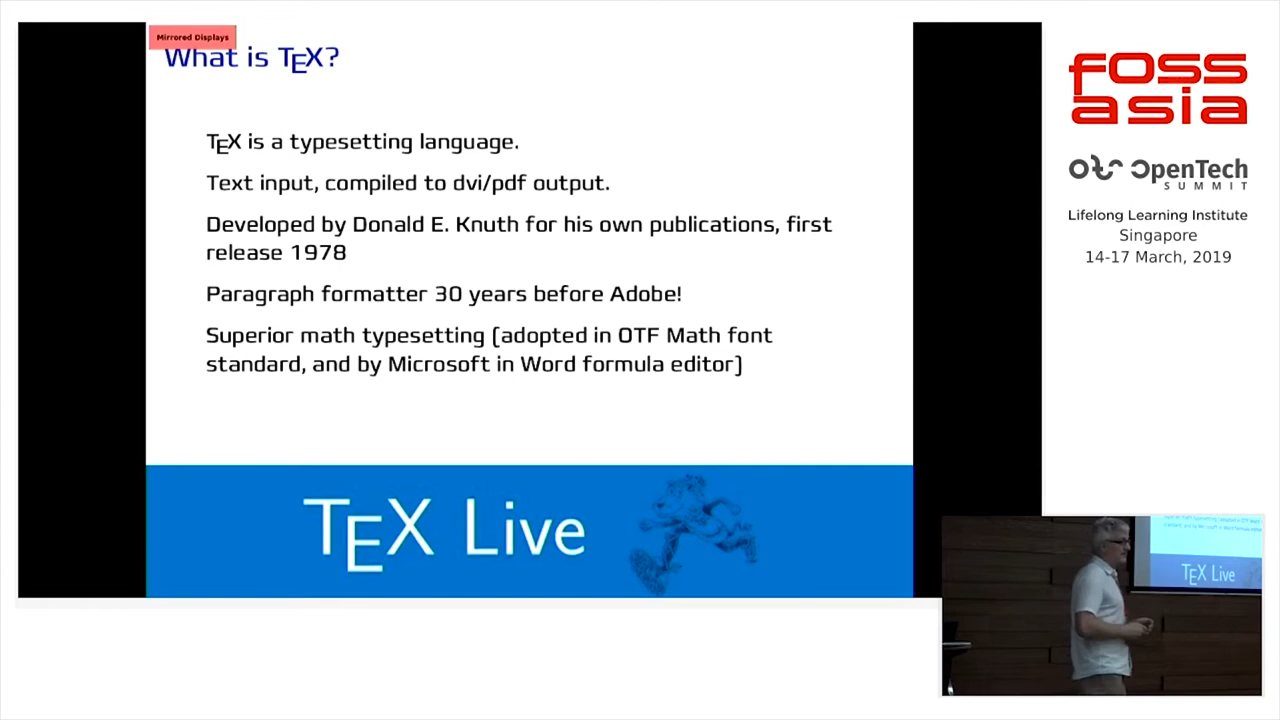 Mirrored Displays
What is TEX?
TEX is a typesetting language.
Text input, compiled to dvi/pdf output.
Developed by Donald E. Knuth for his own publications, first
release 1978
Paragraph formatter 30 years before Adobe!
Superior math typesetting (adopted in OTF Math font
standard, and by Microsoft in Word formula editor)
TEX Live
fOSS
asia
OpenTech
SUMMIT
Lifelong Learning Institute
Singapore
14-17 March, 2019
TEX Live